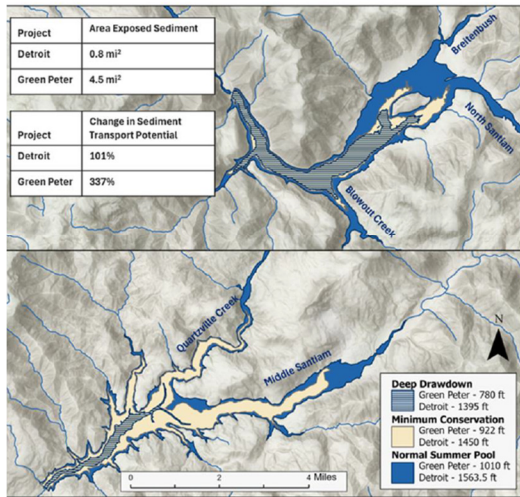 Project Area Exposed Sediment
Detroit 0.8 mi²
Green Peter 4.5 mi²
Project Change in Sediment Transport Potential
Detroit 101%
Green Peter 337%
Breitenbush
North Santiam
Blowout Creek
Quartzville Creek
Middle Santiam
N
Deep Drawdown
Green Peter - 780 ft
Detroit - 1395 ft
Minimum Conservation
Green Peter - 922 ft
Detroit - 1450 ft
Normal Summer Pool
Green Peter - 1010 ft
Detroit - 1563.5 ft
0 2 4 Miles